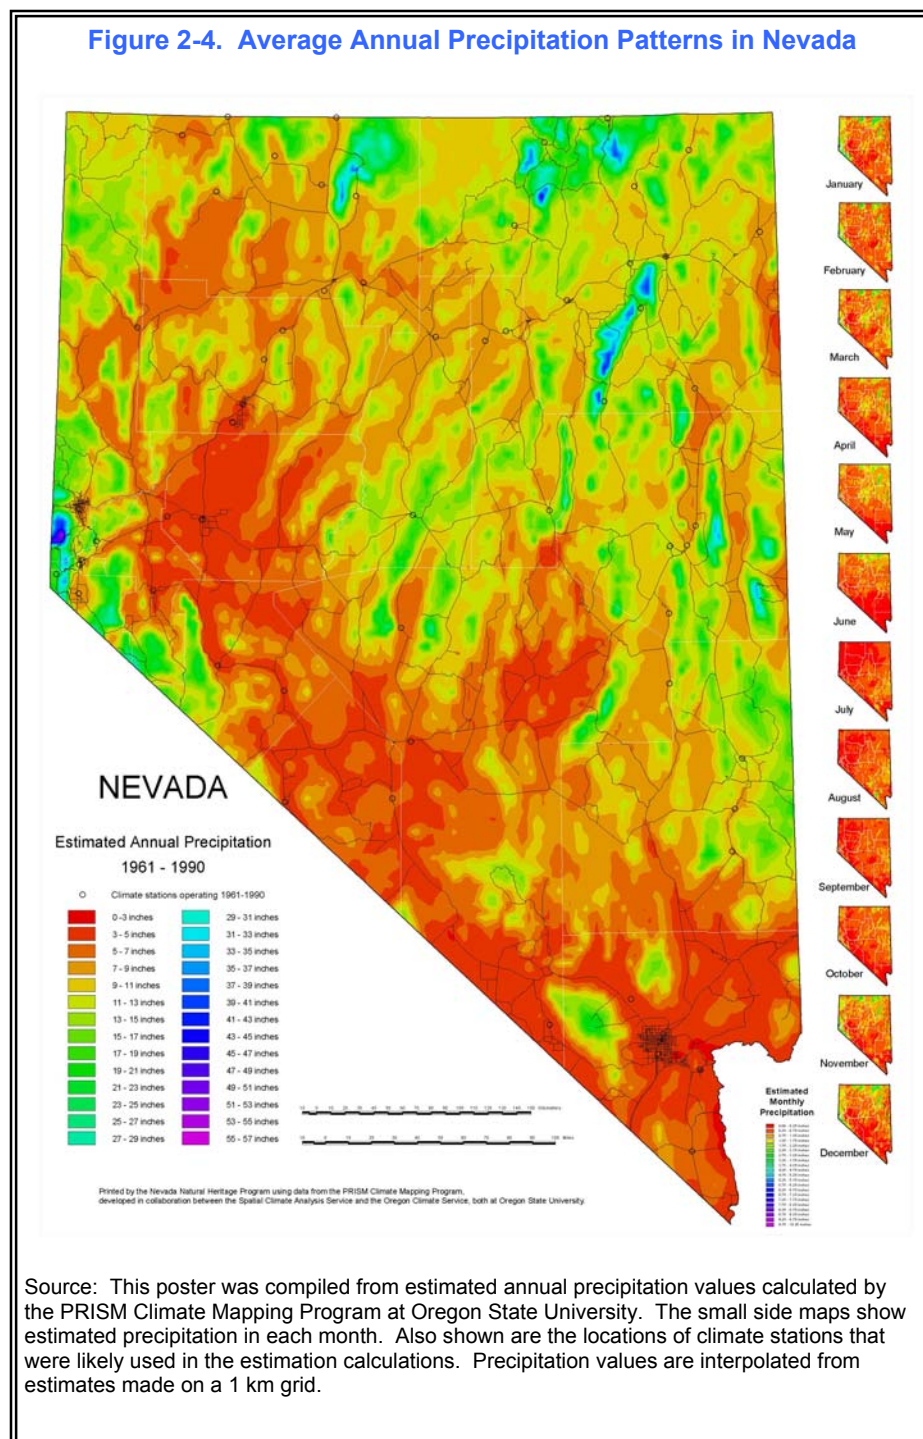 Figure 2-4.  Average Annual Precipitation Patterns in Nevada
January
February
March
April
May
June
July
August
September
October
November
December
NEVADA
Estimated Annual Precipitation
1961 - 1990
Climate stations operating 1961-1990
0 -3 inches
3 - 5 inches
5 - 7 inches
7 - 9 inches
9 - 11 inches
11 - 13 inches
13 - 15 inches
15 - 17 inches
17 - 19 inches
19 - 21 inches
21 - 23 inches
23 - 25 inches
25 - 27 inches
27 - 29 inches
29 - 31 inches
31 - 33 inches
33 - 35 inches
35 - 37 inches
37 - 39 inches
39 - 41 inches
41 - 43 inches
43 - 45 inches
45 - 47 inches
47 - 49 inches
49 - 51 inches
51 - 53 inches
53 - 55 inches
55 - 57 inches
Estimated
Monthly
Precipitation
Printed by the Nevada Natural Heritage Program using data from the PRISM Climate Mapping Program,
developed in collaboration between the Spatial Climate Analysis Service and the Oregon Climate Service, both at Oregon State University.
Source:  This poster was compiled from estimated annual precipitation values calculated by
the PRISM Climate Mapping Program at Oregon State University.  The small side maps show
estimated precipitation in each month.  Also shown are the locations of climate stations that
were likely used in the estimation calculations.  Precipitation values are interpolated from
estimates made on a 1 km grid.